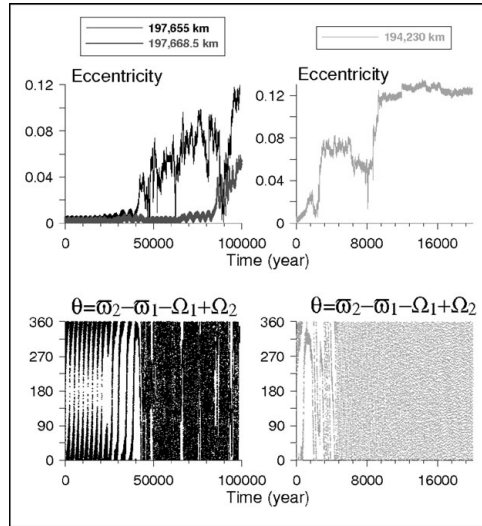 197,655 km
197,668.5 km
194,230 km
Eccentricity
Eccentricity
0.12
0.08
0.04
0
0 50000 100000
Time (year)
0.12
0.08
0.04
0
0 8000 16000
Time (year)
θ=ϖ₂−ϖ₁−Ω₁+Ω₂
θ=ϖ₂−ϖ₁−Ω₁+Ω₂
360
270
180
90
0
0 50000 100000
Time (year)
360
270
180
90
0
0 8000 16000
Time (year)